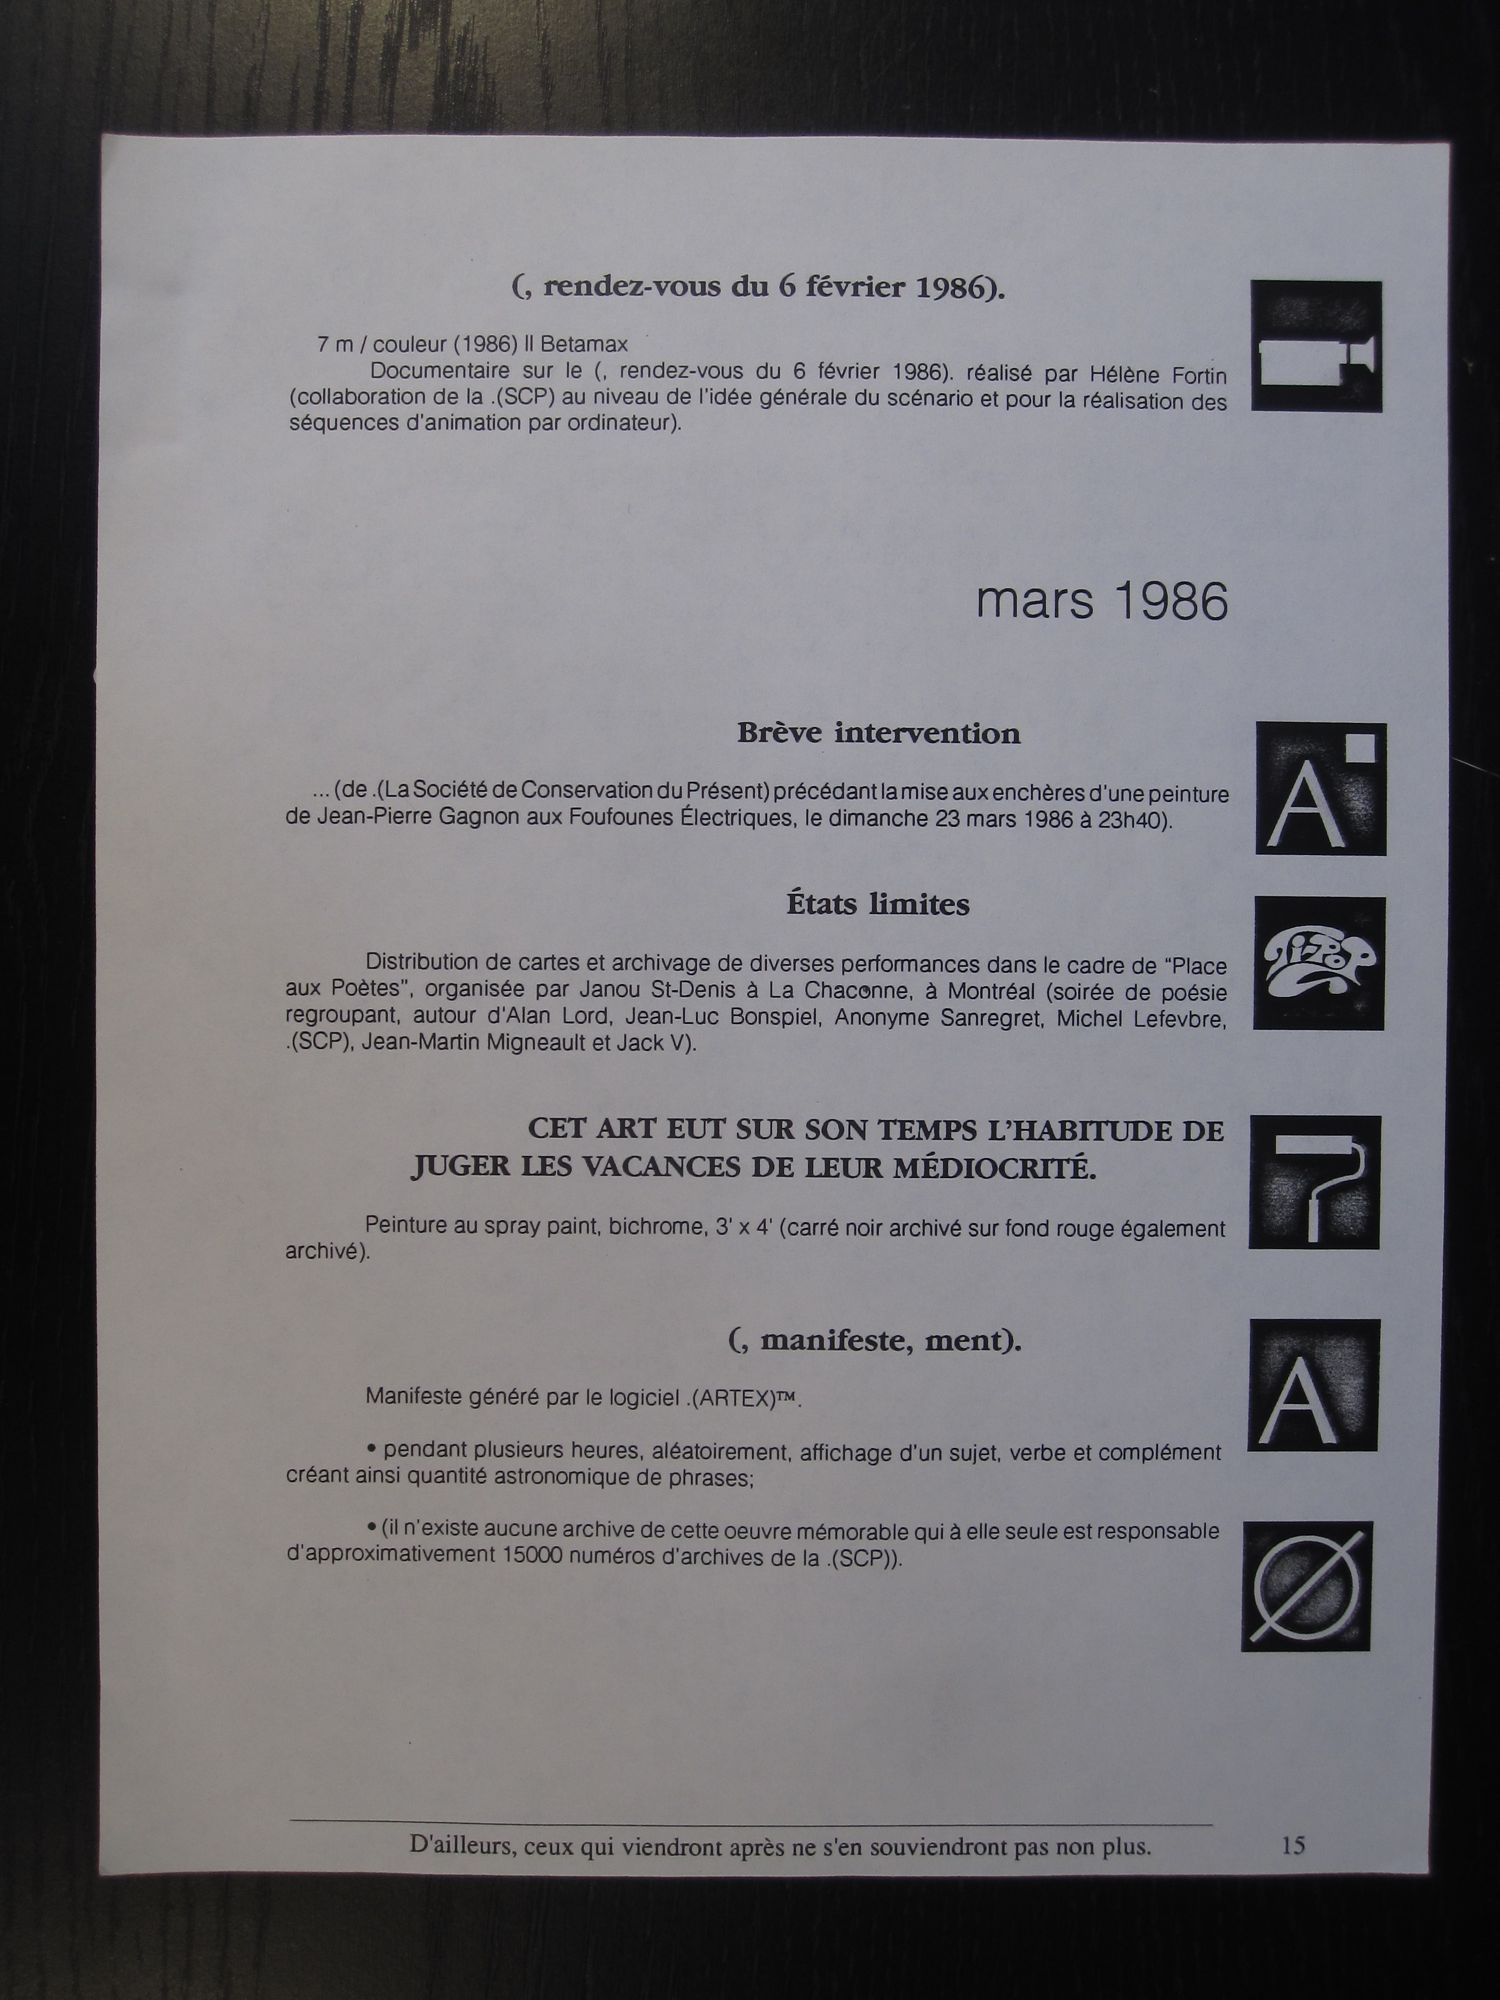 (, rendez-vous du 6 février 1986).
7 m / couleur (1986) II Betamax
Documentaire sur le (, rendez-vous du 6 février 1986). réalisé par Hélène Fortin
(collaboration de la .(SCP) au niveau de l'idée générale du scénario et pour la réalisation des
séquences d'animation par ordinateur).
mars 1986
Brève intervention
A
... (de .(La Société de Conservation du Présent) précédant la mise aux enchères d'une peinture
de Jean-Pierre Gagnon aux Foufounes Électriques, le dimanche 23 mars 1986 à 23h40).
États limites
Ti-Pop
Distribution de cartes et archivage de diverses performances dans le cadre de "Place
aux Poètes", organisée par Janou St-Denis à La Chaconne, à Montréal (soirée de poésie
regroupant, autour d'Alan Lord, Jean-Luc Bonspiel, Anonyme Sanregret, Michel Lefevbre,
.(SCP), Jean-Martin Migneault et Jack V).
CET ART EUT SUR SON TEMPS L'HABITUDE DE
JUGER LES VACANCES DE LEUR MÉDIOCRITÉ.
Peinture au spray paint, bichrome, 3' x 4' (carré noir archivé sur fond rouge également
archivé).
(, manifeste, ment).
A
Manifeste généré par le logiciel .(ARTEX)™.
• pendant plusieurs heures, aléatoirement, affichage d'un sujet, verbe et complément
créant ainsi quantité astronomique de phrases;
• (il n'existe aucune archive de cette oeuvre mémorable qui à elle seule est responsable
d'approximativement 15000 numéros d'archives de la .(SCP)).
D'ailleurs, ceux qui viendront après ne s'en souviendront pas non plus. 15